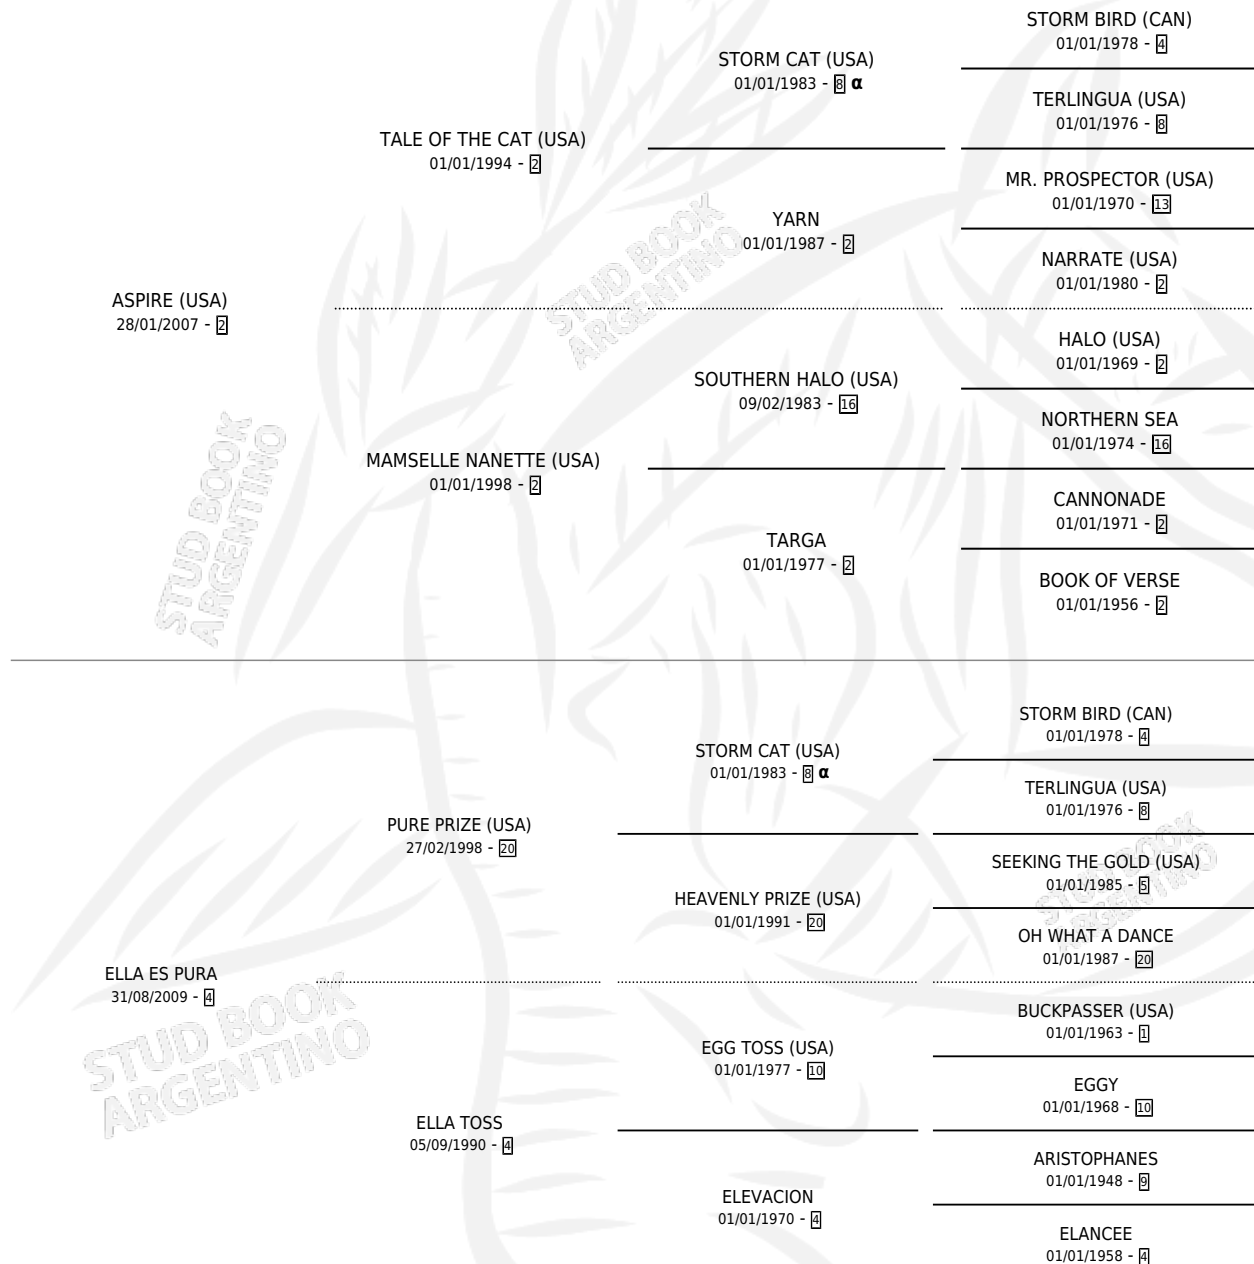 STORM BIRD (CAN)
01/01/1978 - 4
STORM CAT (USA)
01/01/1983 - 8 α
TERLINGUA (USA)
01/01/1976 - 8
TALE OF THE CAT (USA)
01/01/1994 - 2
MR. PROSPECTOR (USA)
01/01/1970 - 13
YARN
01/01/1987 - 2
NARRATE (USA)
01/01/1980 - 2
ASPIRE (USA)
28/01/2007 - 2
STUD BOOK
ARGENTINO
HALO (USA)
01/01/1969 - 2
SOUTHERN HALO (USA)
09/02/1983 - 16
NORTHERN SEA
01/01/1974 - 16
MAMSELLE NANETTE (USA)
01/01/1998 - 2
CANNONADE
01/01/1971 - 2
TARGA
01/01/1977 - 2
BOOK OF VERSE
01/01/1956 - 2
STUD BOOK
ARGENTINO
STORM BIRD (CAN)
01/01/1978 - 4
STORM CAT (USA)
01/01/1983 - 8 α
TERLINGUA (USA)
01/01/1976 - 8
PURE PRIZE (USA)
27/02/1998 - 20
SEEKING THE GOLD (USA)
01/01/1985 - 5
HEAVENLY PRIZE (USA)
01/01/1991 - 20
OH WHAT A DANCE
01/01/1987 - 20
STUD BOOK
ARGENTINO
ELLA ES PURA
31/08/2009 - 4
BUCKPASSER (USA)
01/01/1963 - 1
EGG TOSS (USA)
01/01/1977 - 10
EGGY
01/01/1968 - 10
ELLA TOSS
05/09/1990 - 4
ARISTOPHANES
01/01/1948 - 9
ELEVACION
01/01/1970 - 4
ELANCEE
01/01/1958 - 4
STUD BOOK
ARGENTINO